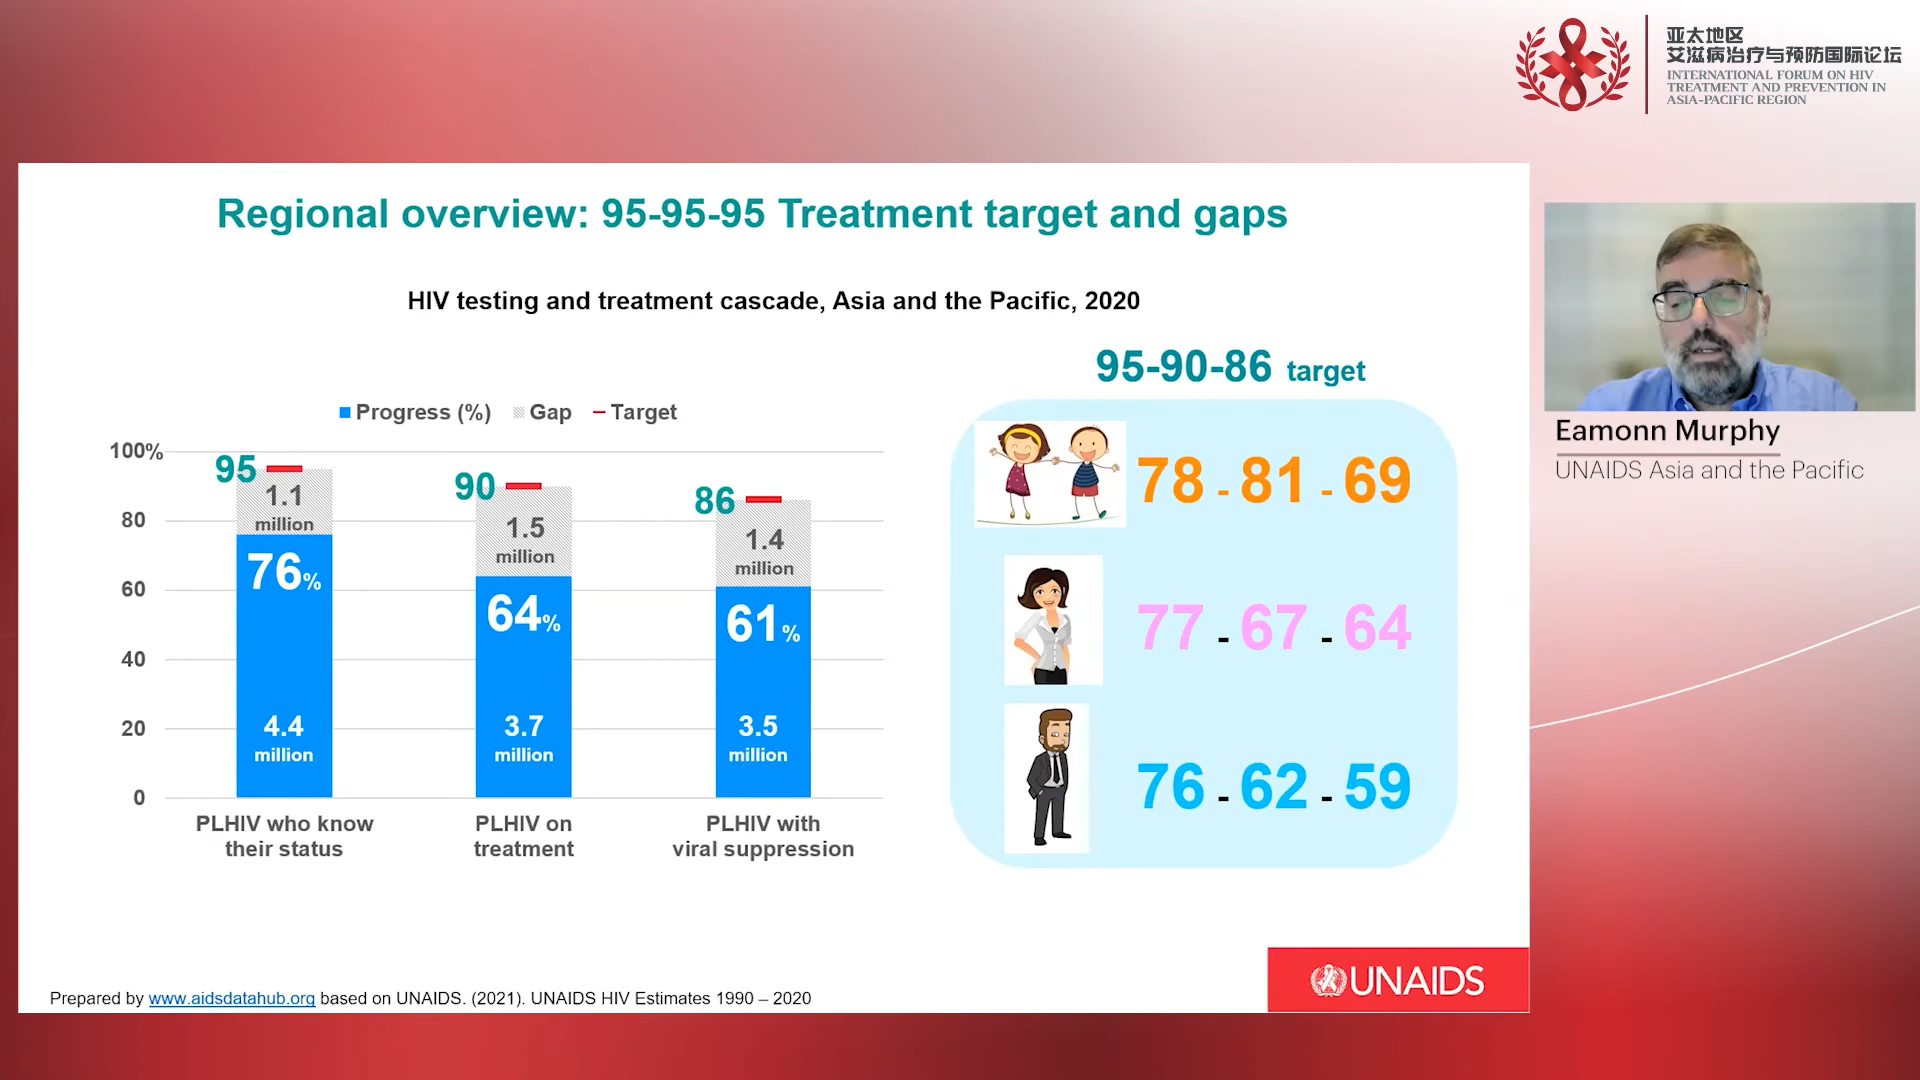 亚太地区
艾滋病治疗与预防国际论坛
INTERNATIONAL FORUM ON HIV
TREATMENT AND PREVENTION IN
ASIA-PACIFIC REGION
Regional overview: 95-95-95 Treatment target and gaps
HIV testing and treatment cascade, Asia and the Pacific, 2020
Progress (%) Gap Target
100%
80
60
40
20
0
95
1.1
million
76%
4.4
million
PLHIV who know
their status
90
1.5
million
64%
3.7
million
PLHIV on
treatment
86
1.4
million
61%
3.5
million
PLHIV with
viral suppression
95-90-86 target
78 - 81 - 69
77 - 67 - 64
76 - 62 - 59
Eamonn Murphy
UNAIDS Asia and the Pacific
UNAIDS
Prepared by www.aidsdatahub.org based on UNAIDS. (2021). UNAIDS HIV Estimates 1990 – 2020